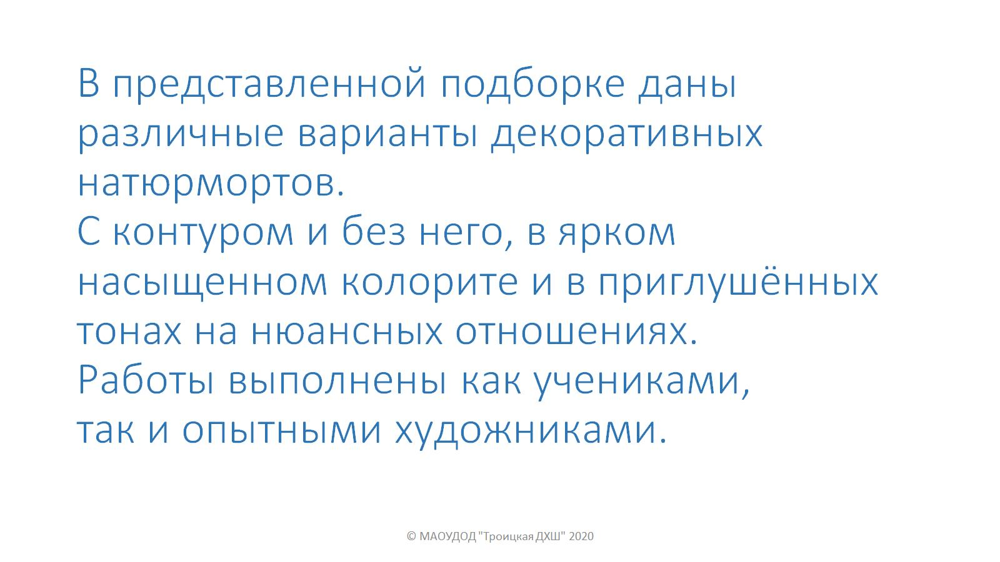 В представленной подборке даны
различные варианты декоративных
натюрмортов.
С контуром и без него, в ярком
насыщенном колорите и в приглушённых
тонах на нюансных отношениях.
Работы выполнены как учениками,
так и опытными художниками.
© МАОУДОД "Троицкая ДХШ" 2020